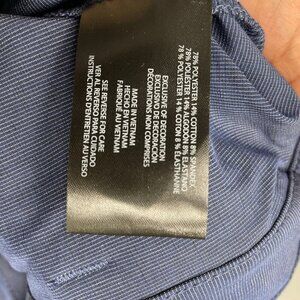 78% POLYESTER 14% COTTON 8% SPANDEX
78% POLIÉSTER 14% ALGODÓN 8% ELASTANO
78 % POLYESTER 14 % COTON 8 % ÉLASTHANNE
EXCLUSIVE OF DECORATION
EXCLUSIVO DE DECORACIÓN
DÉCORATIONS NON COMPRISES
MADE IN VIETNAM
HECHO EN VIETNAM
FABRIQUÉ AU VIETNAM
SEE REVERSE FOR CARE
VER AL REVERSO PARA CUIDADO
INSTRUCTIONS D'ENTRETIEN AU VERSO